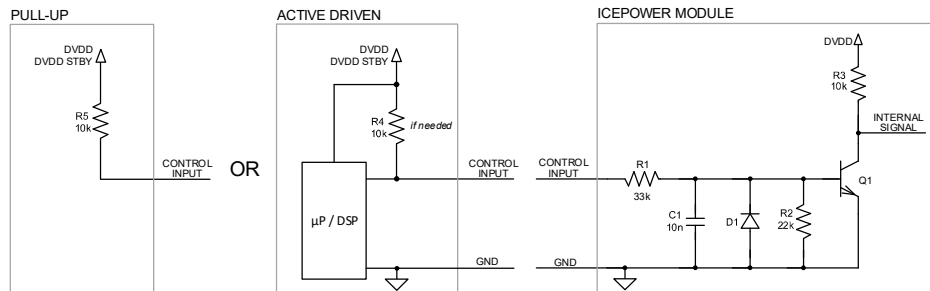 PULL-UP
DVDD
DVDD STBY
R5
10k
CONTROL
INPUT
OR
ACTIVE DRIVEN
DVDD
DVDD STBY
R4
10k
if needed
µP / DSP
CONTROL
INPUT
GND
ICEPOWER MODULE
CONTROL
INPUT
GND
R1
33k
C1
10n
D1
R2
22k
DVDD
R3
10k
INTERNAL
SIGNAL
Q1